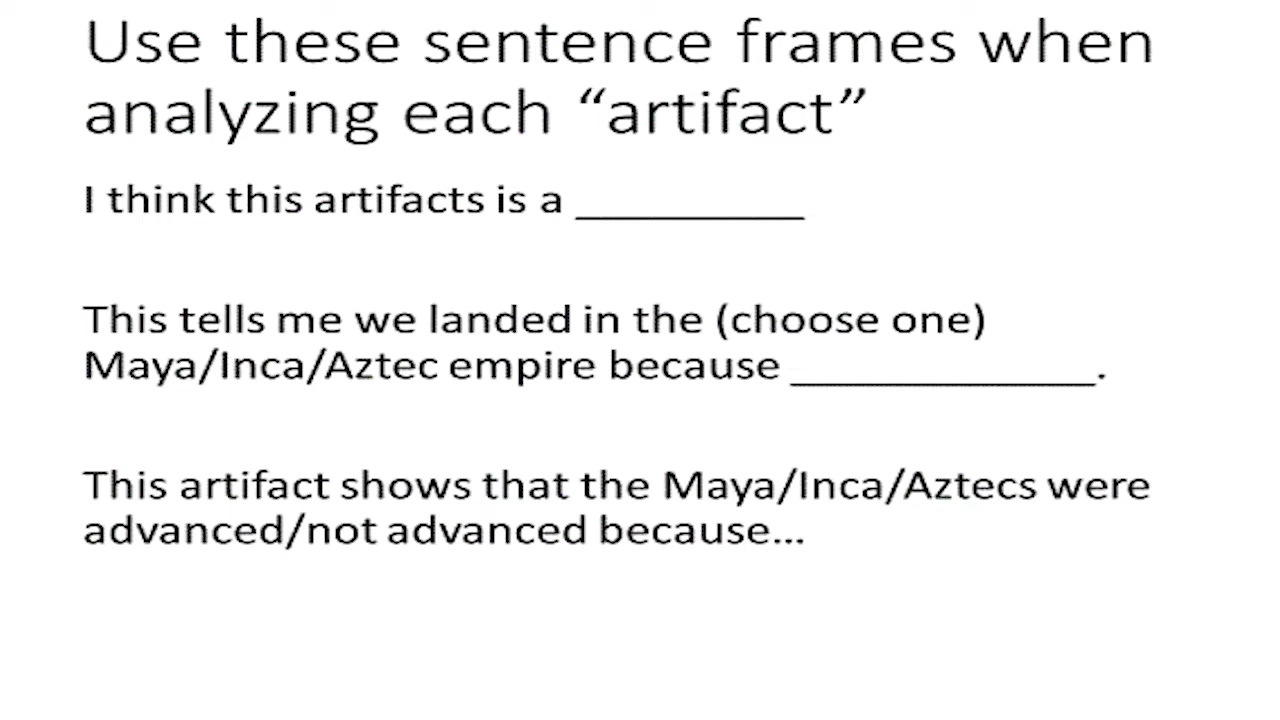 Use these sentence frames when
analyzing each “artifact”
I think this artifacts is a __________
This tells me we landed in the (choose one)
Maya/Inca/Aztec empire because _____________.
This artifact shows that the Maya/Inca/Aztecs were
advanced/not advanced because...